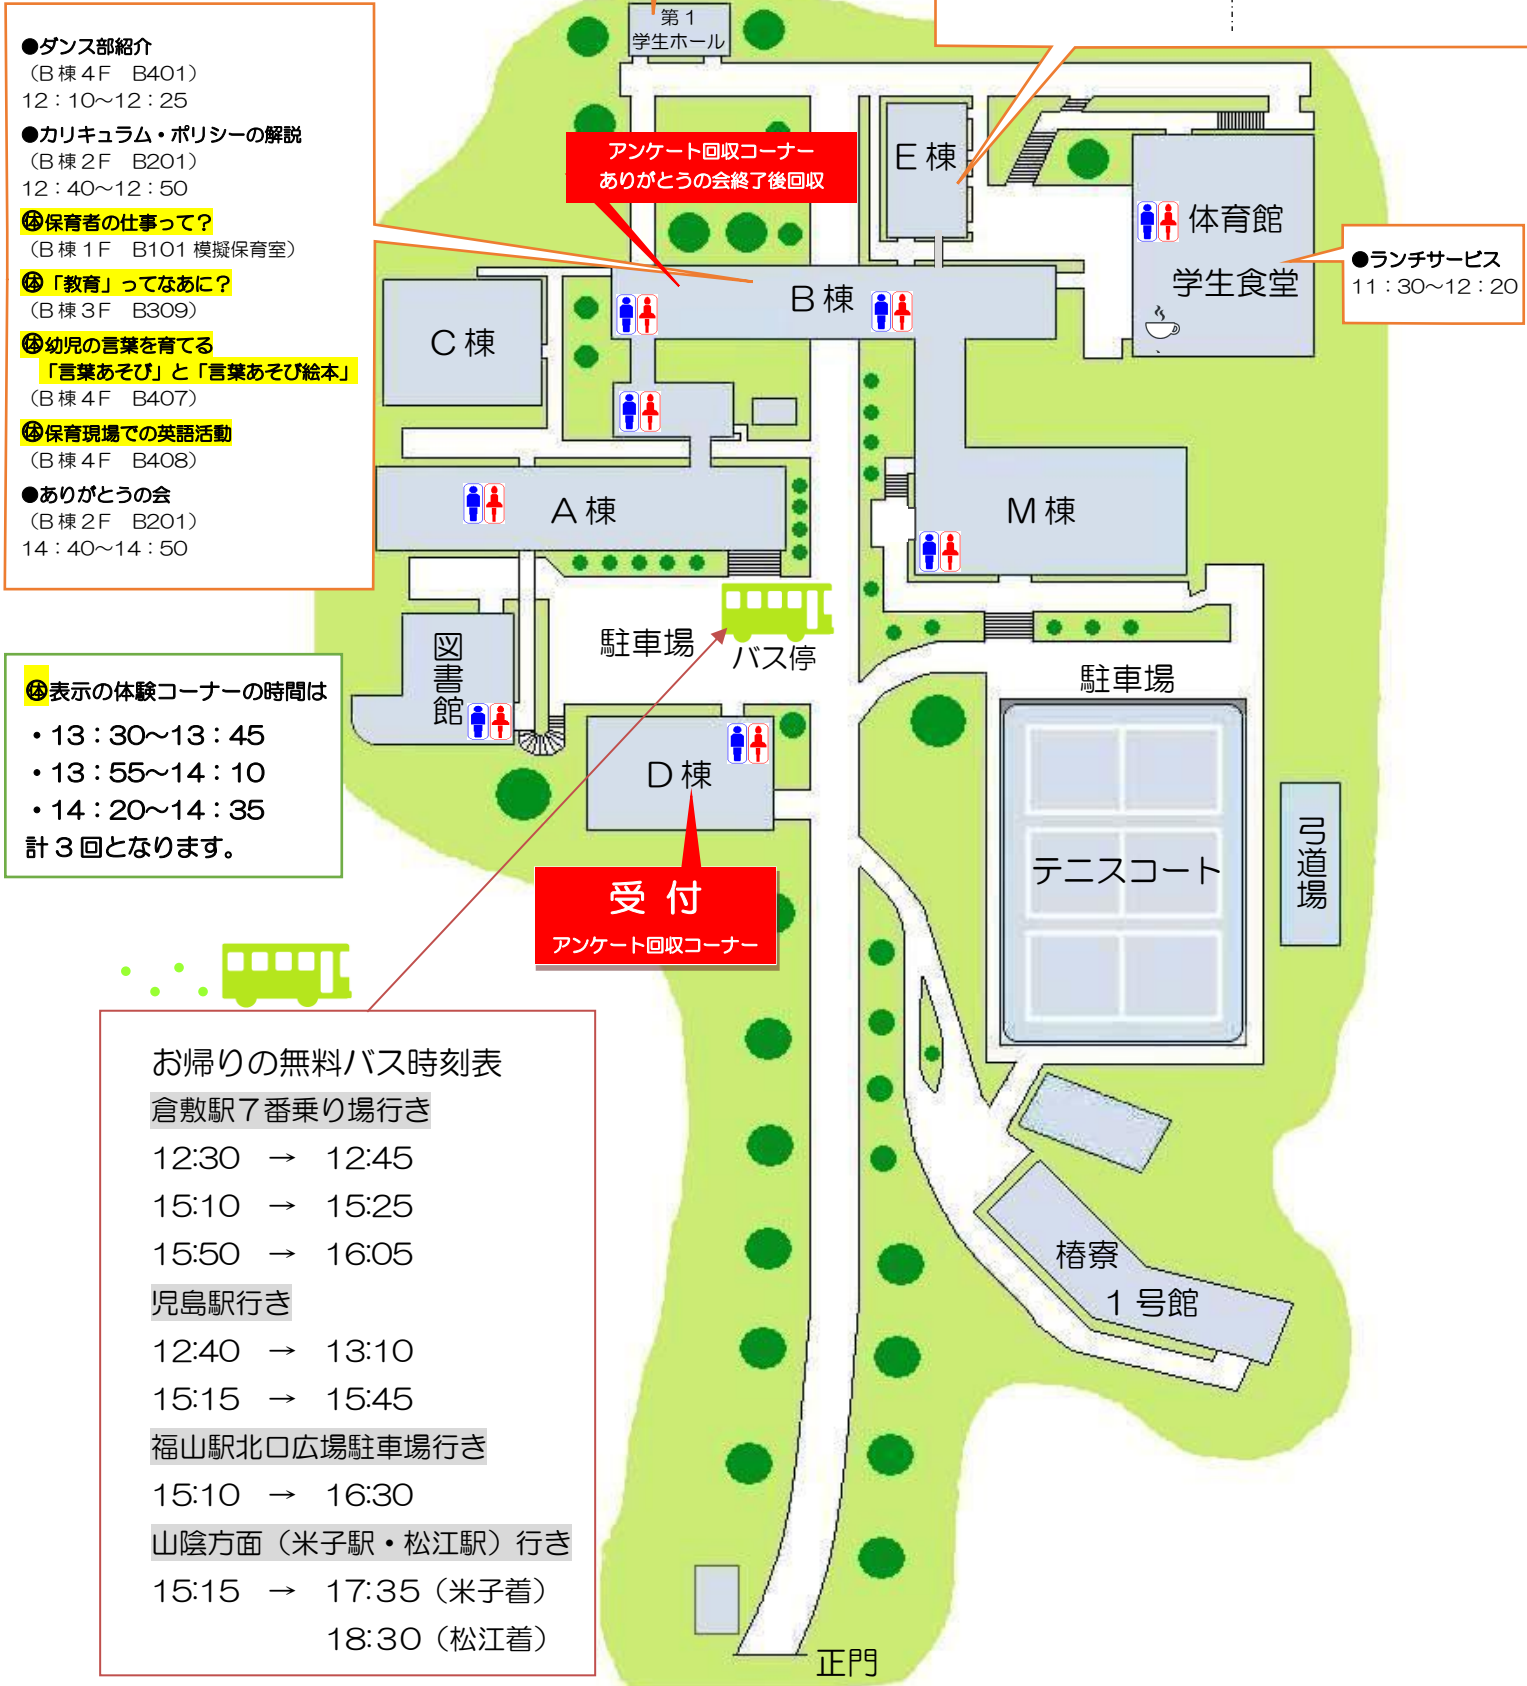 ●ダンス部紹介
（B棟4F　B401）
12：10～12：25
●カリキュラム・ポリシーの解説
（B棟2F　B201）
12：40～12：50
㊡保育者の仕事って？
（B棟1F　B101 模擬保育室）
㊡「教育」ってなあに？
（B棟3F　B309）
㊡幼児の言葉を育てる
「言葉あそび」と「言葉あそび絵本」
（B棟4F　B407）
㊡保育現場での英語活動
（B棟4F　B408）
●ありがとうの会
（B棟2F　B201）
14：40～14：50
第1
学生ホール
アンケート回収コーナー
ありがとうの会終了後回収
E棟
体育館
学生食堂
●ランチサービス
11：30～12：20
B棟
C棟
A棟
M棟
図書館
駐車場
バス停
駐車場
D棟
受 付
アンケート回収コーナー
テニスコート
弓道場
椿寮
1号館
正門
表示の体験コーナーの時間は
・13：30～13：45
・13：55～14：10
・14：20～14：35
計3回となります。
お帰りの無料バス時刻表
倉敷駅7番乗り場行き
12:30　→　12:45
15:10　→　15:25
15:50　→　16:05
児島駅行き
12:40　→　13:10
15:15　→　15:45
福山駅北口広場駐車場行き
15:10　→　16:30
山陰方面（米子駅・松江駅）行き
15:15　→　17:35（米子着）
18:30（松江着）